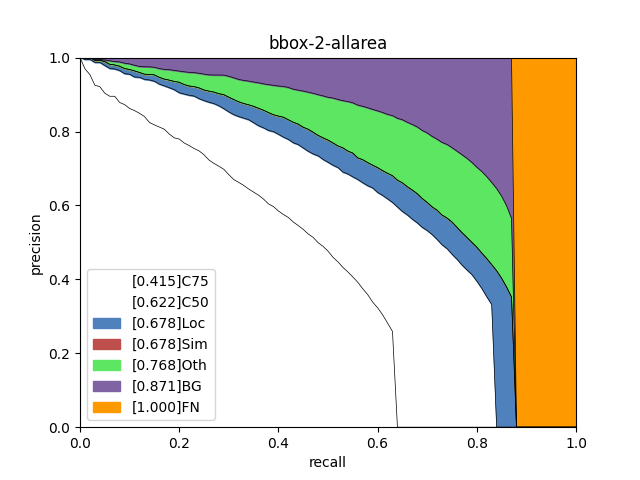 bbox-2-allarea
precision
1.0
0.8
0.6
0.4
0.2
0.0
[0.415]C75
[0.622]C50
[0.678]Loc
[0.678]Sim
[0.768]Oth
[0.871]BG
[1.000]FN
0.0 0.2 0.4 0.6 0.8 1.0
recall